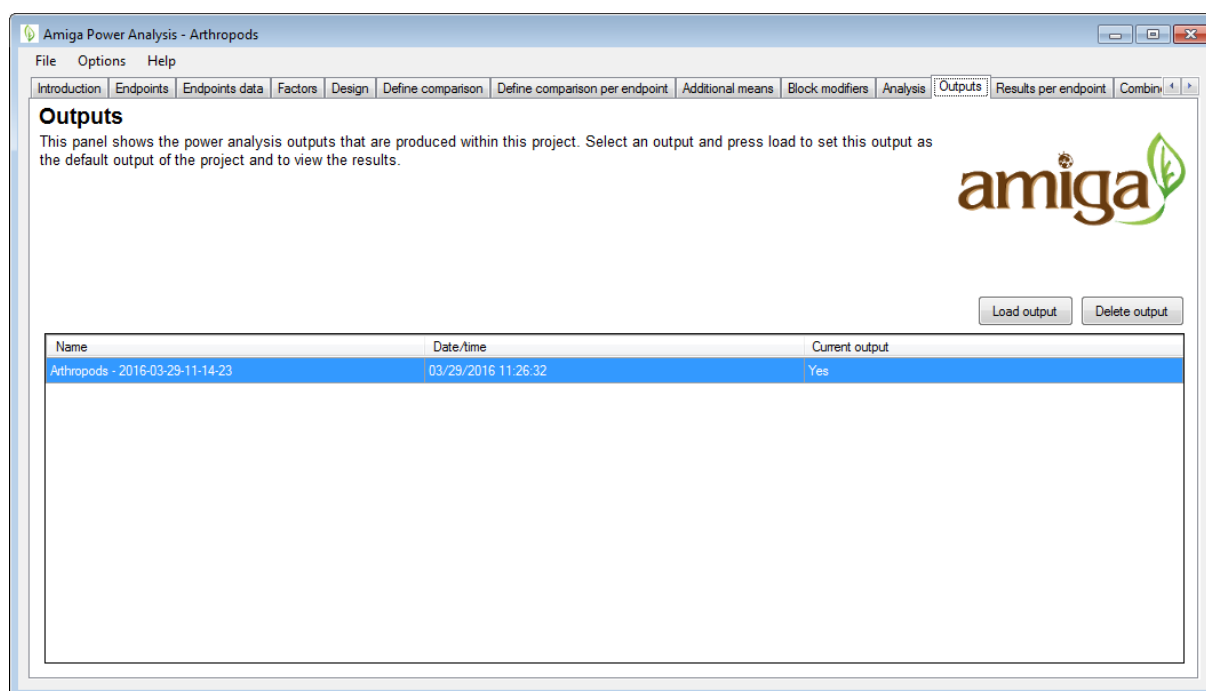 Amiga Power Analysis - Arthropods
File Options Help
Introduction Endpoints Endpoints data Factors Design Define comparison Define comparison per endpoint Additional means Block modifiers Analysis Outputs Results per endpoint
Outputs
This panel shows the power analysis outputs that are produced within this project. Select an output and press load to set this output as
the default output of the project and to view the results.
amiga
Load output Delete output
Name Date/time Current output
Arthropods - 2016-03-29-11-14-23 03/29/2016 11:26:32 Yes